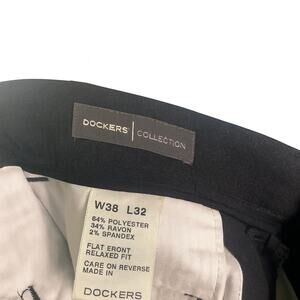 DOCKERS | COLLECTION
W38 L32
64% POLYESTER
34% RAYON
2% SPANDEX
FLAT FRONT
RELAXED FIT
CARE ON REVERSE
MADE IN
DOCKERS